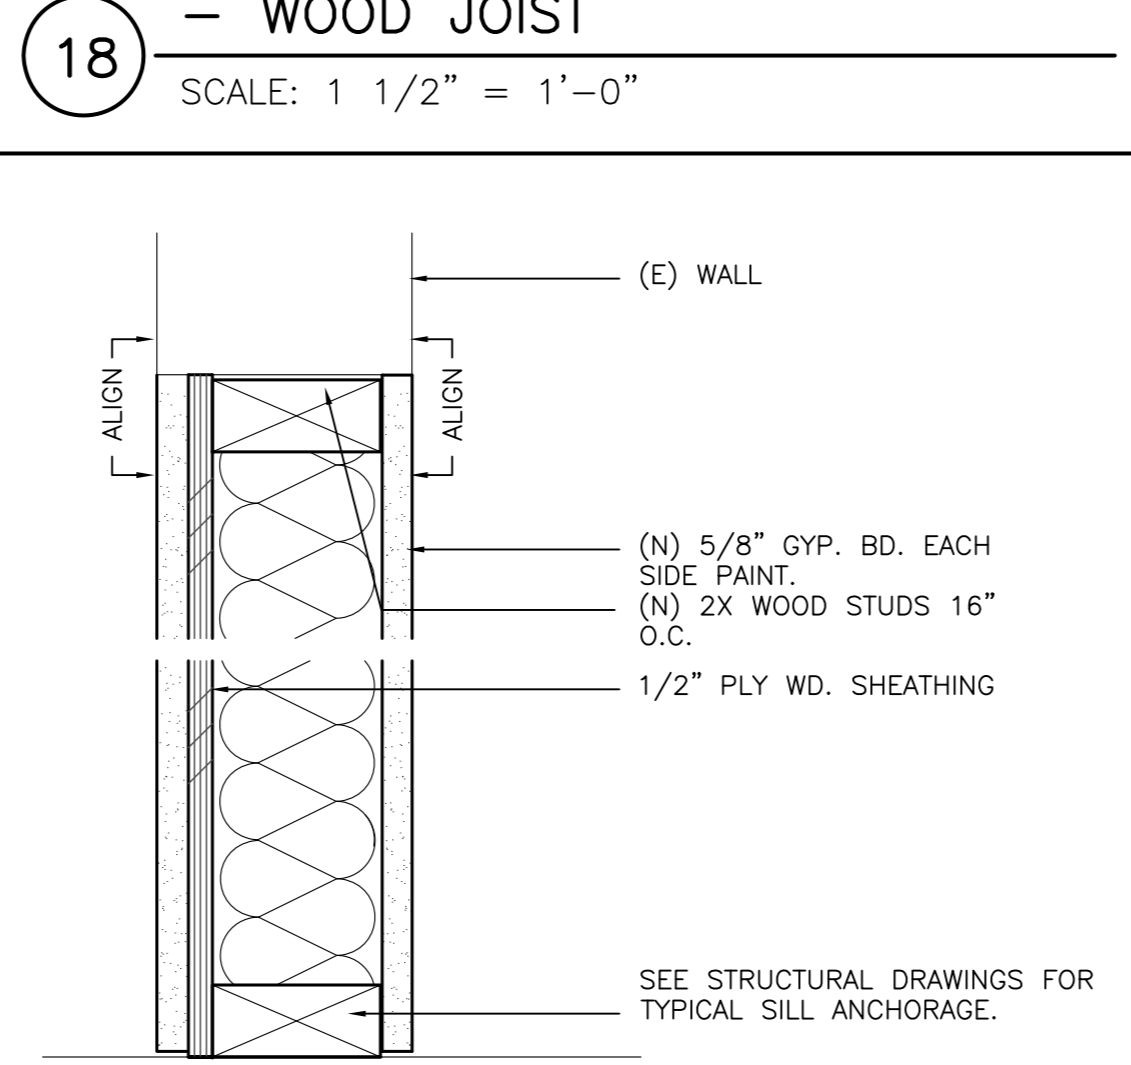 – WOOD JOIST
18
SCALE: 1 1/2" = 1'–0"
(E) WALL
ALIGN
ALIGN
(N) 5/8" GYP. BD. EACH
SIDE PAINT.
(N) 2X WOOD STUDS 16"
O.C.
1/2" PLY WD. SHEATHING
SEE STRUCTURAL DRAWINGS FOR
TYPICAL SILL ANCHORAGE.